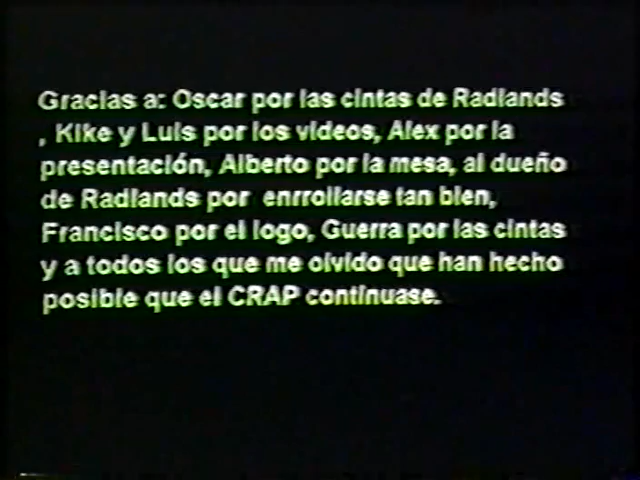 Gracias a: Oscar por las cintas de Radlands
, Kike y Luis por los videos, Alex por la
presentación, Alberto por la mesa, al dueño
de Radlands por enrrollarse tan bien,
Francisco por el logo, Guerra por las cintas
y a todos los que me olvido que han hecho
posible que el CRAP continuase.